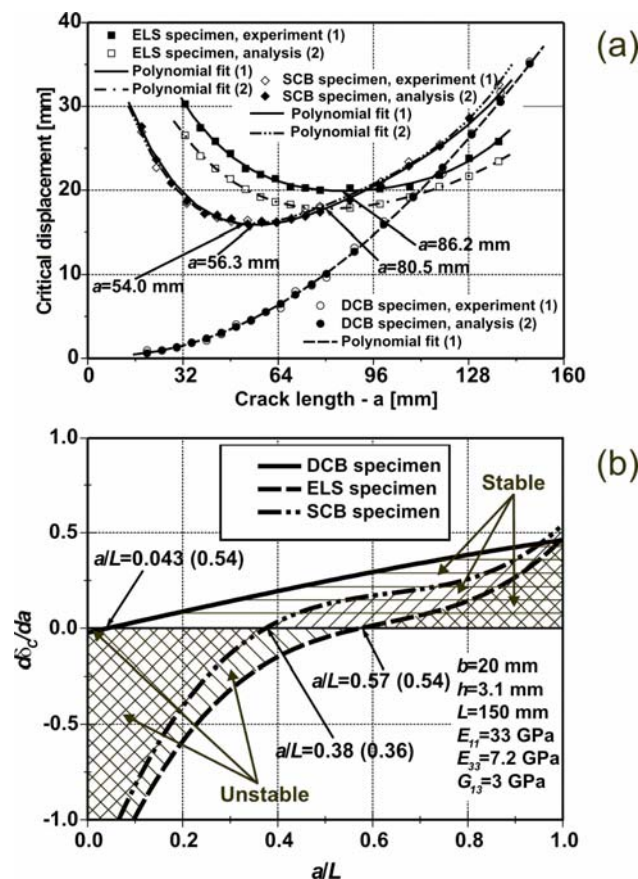 (a)
ELS specimen, experiment (1)
ELS specimen, analysis (2)
Polynomial fit (1)
Polynomial fit (2)
SCB specimen, experiment (1)
SCB specimen, analysis (2)
Polynomial fit (1)
Polynomial fit (2)
40
30
20
10
0
Critical displacement [mm]
a=86.2 mm
a=80.5 mm
a=56.3 mm
a=54.0 mm
DCB specimen, experiment (1)
DCB specimen, analysis (2)
Polynomial fit (1)
0 32 64 96 128 160
Crack length - a [mm]
(b)
1.0
0.5
0.0
-0.5
-1.0
dδc/da
DCB specimen
ELS specimen
SCB specimen
Stable
a/L=0.043 (0.54)
a/L=0.57 (0.54)
a/L=0.38 (0.36)
Unstable
b=20 mm
h=3.1 mm
L=150 mm
E11=33 GPa
E33=7.2 GPa
G13=3 GPa
0.0 0.2 0.4 0.6 0.8 1.0
a/L